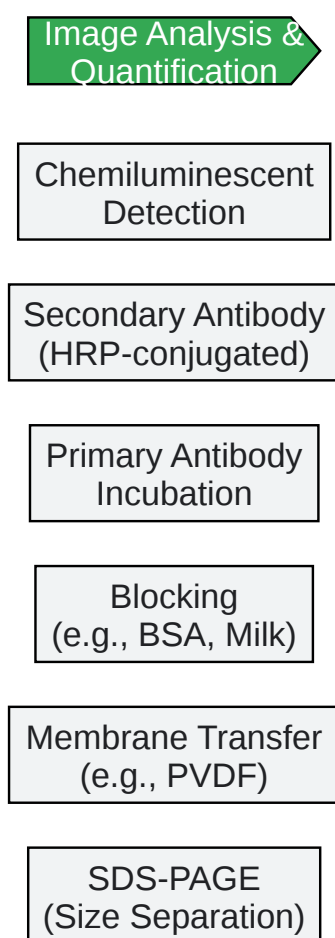 Image Analysis &
Quantification
Chemiluminescent
Detection
Secondary Antibody
(HRP-conjugated)
Primary Antibody
Incubation
Blocking
(e.g., BSA, Milk)
Membrane Transfer
(e.g., PVDF)
SDS-PAGE
(Size Separation)